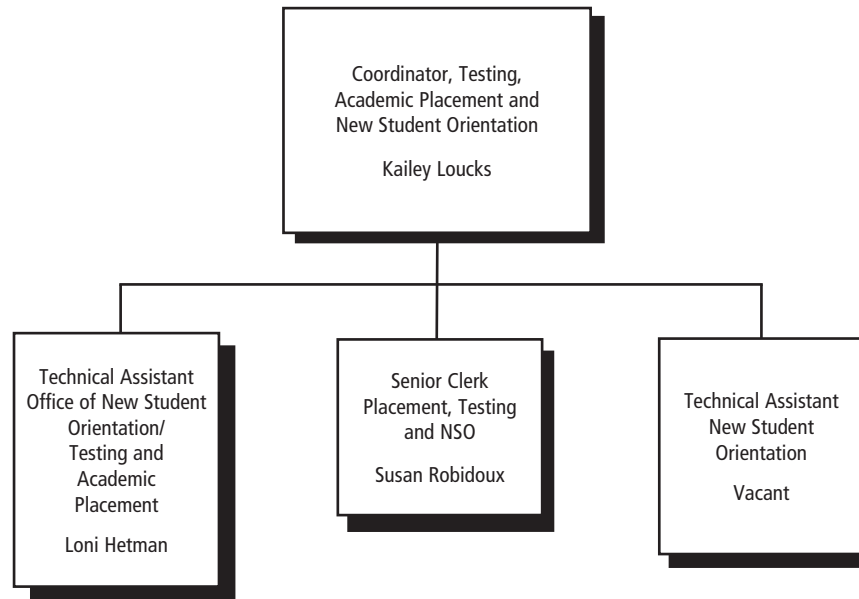 Coordinator, Testing,
Academic Placement and
New Student Orientation
Kailey Loucks
Technical Assistant
Office of New Student
Orientation/
Testing and
Academic
Placement
Loni Hetman
Senior Clerk
Placement, Testing
and NSO
Susan Robidoux
Technical Assistant
New Student
Orientation
Vacant